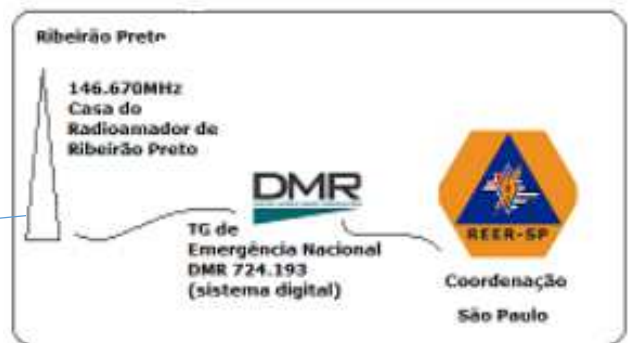 Ribeirão Preto
146.670MHz
Casa do
Radioamador de
Ribeirão Preto
DMR
TG de
Emergência Nacional
DMR 724.193
(sistema digital)
REER-SP
Coordenação
São Paulo